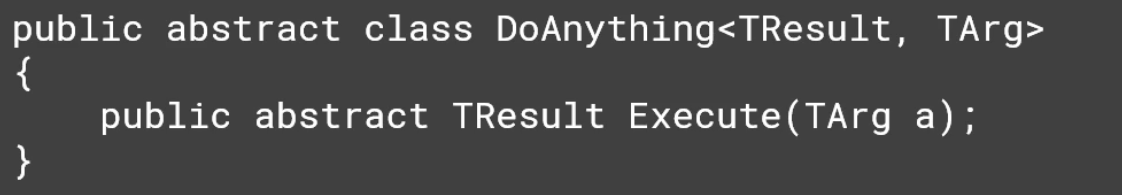 public abstract class DoAnything<TResult, TArg>
{
    public abstract TResult Execute(TArg a);
}